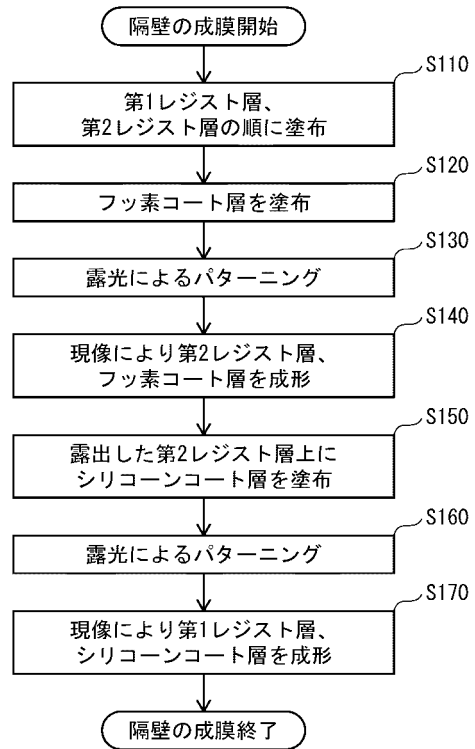 隔壁の成膜開始
S110
第1レジスト層、
第2レジスト層の順に塗布
S120
フッ素コート層を塗布
S130
露光によるパターニング
S140
現像により第2レジスト層、
フッ素コート層を成形
S150
露出した第2レジスト層上に
シリコーンコート層を塗布
S160
露光によるパターニング
S170
現像により第1レジスト層、
シリコーンコート層を成形
隔壁の成膜終了